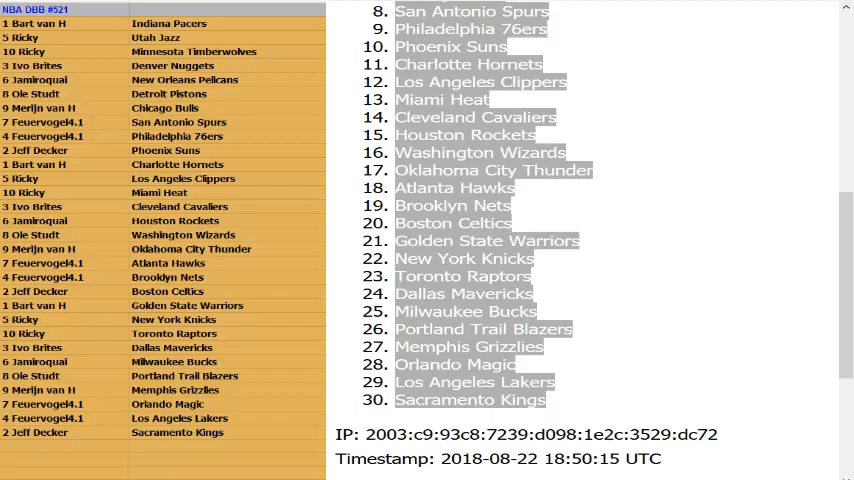 NBA DBB #521
1 Bart van H Indiana Pacers
5 Ricky Utah Jazz
10 Ricky Minnesota Timberwolves
3 Ivo Brites Denver Nuggets
6 Jamiroquai New Orleans Pelicans
8 Ole Studt Detroit Pistons
9 Merijn van H Chicago Bulls
7 Feuervogel4.1 San Antonio Spurs
4 Feuervogel4.1 Philadelphia 76ers
2 Jeff Decker Phoenix Suns
1 Bart van H Charlotte Hornets
5 Ricky Los Angeles Clippers
10 Ricky Miami Heat
3 Ivo Brites Cleveland Cavaliers
6 Jamiroquai Houston Rockets
8 Ole Studt Washington Wizards
9 Merijn van H Oklahoma City Thunder
7 Feuervogel4.1 Atlanta Hawks
4 Feuervogel4.1 Brooklyn Nets
2 Jeff Decker Boston Celtics
1 Bart van H Golden State Warriors
5 Ricky New York Knicks
10 Ricky Toronto Raptors
3 Ivo Brites Dallas Mavericks
6 Jamiroquai Milwaukee Bucks
8 Ole Studt Portland Trail Blazers
9 Merijn van H Memphis Grizzlies
7 Feuervogel4.1 Orlando Magic
4 Feuervogel4.1 Los Angeles Lakers
2 Jeff Decker Sacramento Kings
8. San Antonio Spurs
9. Philadelphia 76ers
10. Phoenix Suns
11. Charlotte Hornets
12. Los Angeles Clippers
13. Miami Heat
14. Cleveland Cavaliers
15. Houston Rockets
16. Washington Wizards
17. Oklahoma City Thunder
18. Atlanta Hawks
19. Brooklyn Nets
20. Boston Celtics
21. Golden State Warriors
22. New York Knicks
23. Toronto Raptors
24. Dallas Mavericks
25. Milwaukee Bucks
26. Portland Trail Blazers
27. Memphis Grizzlies
28. Orlando Magic
29. Los Angeles Lakers
30. Sacramento Kings
IP: 2003:c9:93c8:7239:d098:1e2c:3529:dc72
Timestamp: 2018-08-22 18:50:15 UTC